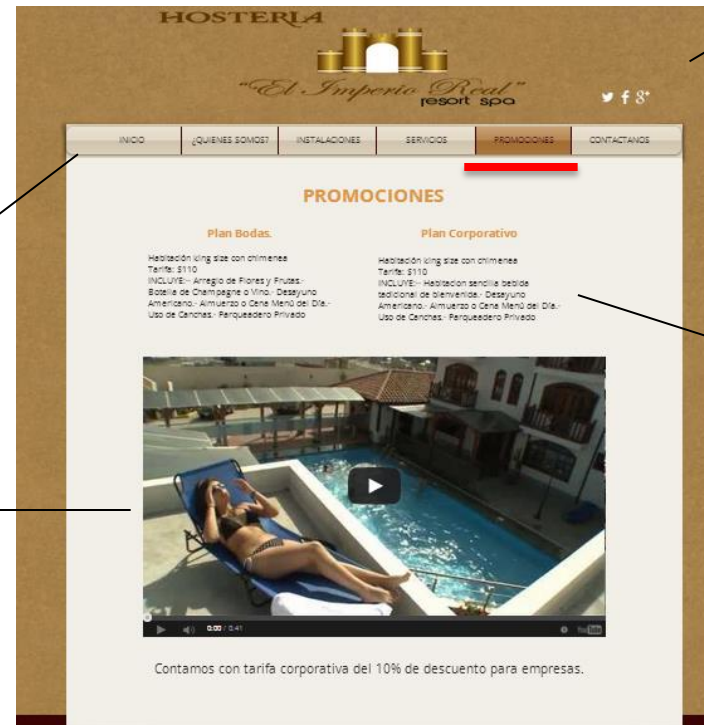 HOSTERIA
"El Imperio Real"
resort spa
INICIO ¿QUIENES SOMOS? INSTALACIONES SERVICIOS PROMOCIONES CONTACTANOS
PROMOCIONES
Plan Bodas.
Habitación king size con chimenea
Tarifa: $110
INCLUYE:- Arreglo de Flores y Frutas.-
Botella de Champagne o Vino.- Desayuno
Americano.- Almuerzo o Cena Menú del Día.-
Uso de Canchas.- Parqueadero Privado
Plan Corporativo
Habitación king size con chimenea
Tarifa: $110
INCLUYE:- Habitacion sencilla bebida
tadicional de bienvenida.- Desayuno
Americano.- Almuerzo o Cena Menú del Día.-
Uso de Canchas.- Parqueadero Privado
0:00 / 0:41
YouTube
Contamos con tarifa corporativa del 10% de descuento para empresas.